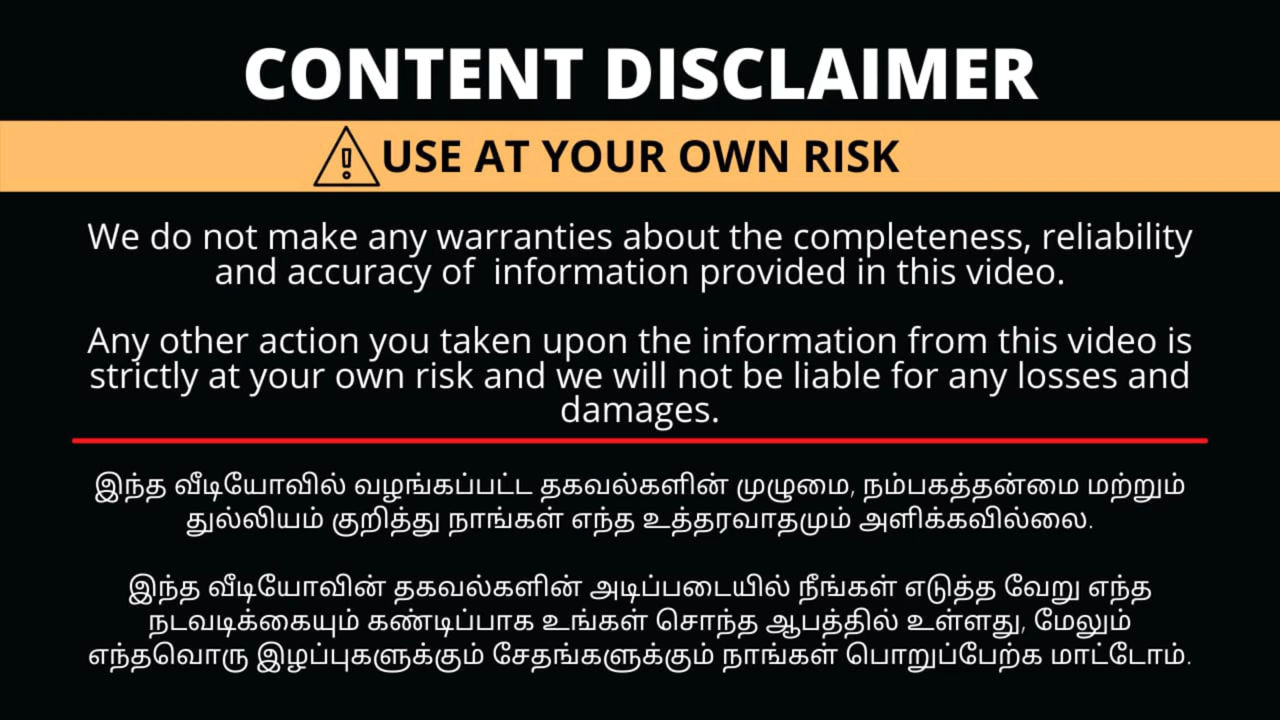 CONTENT DISCLAIMER
USE AT YOUR OWN RISK
We do not make any warranties about the completeness, reliability
and accuracy of  information provided in this video.
Any other action you taken upon the information from this video is
strictly at your own risk and we will not be liable for any losses and
damages.
இந்த வீடியோவில் வழங்கப்பட்ட தகவல்களின் முழுமை, நம்பகத்தன்மை மற்றும்
துல்லியம் குறித்து நாங்கள் எந்த உத்தரவாதமும் அளிக்கவில்லை.
இந்த வீடியோவின் தகவல்களின் அடிப்படையில் நீங்கள் எடுத்த வேறு எந்த
நடவடிக்கையும் கண்டிப்பாக உங்கள் சொந்த ஆபத்தில் உள்ளது, மேலும்
எந்தவொரு இழப்புகளுக்கும் சேதங்களுக்கும் நாங்கள் பொறுப்பேற்க மாட்டோம்.